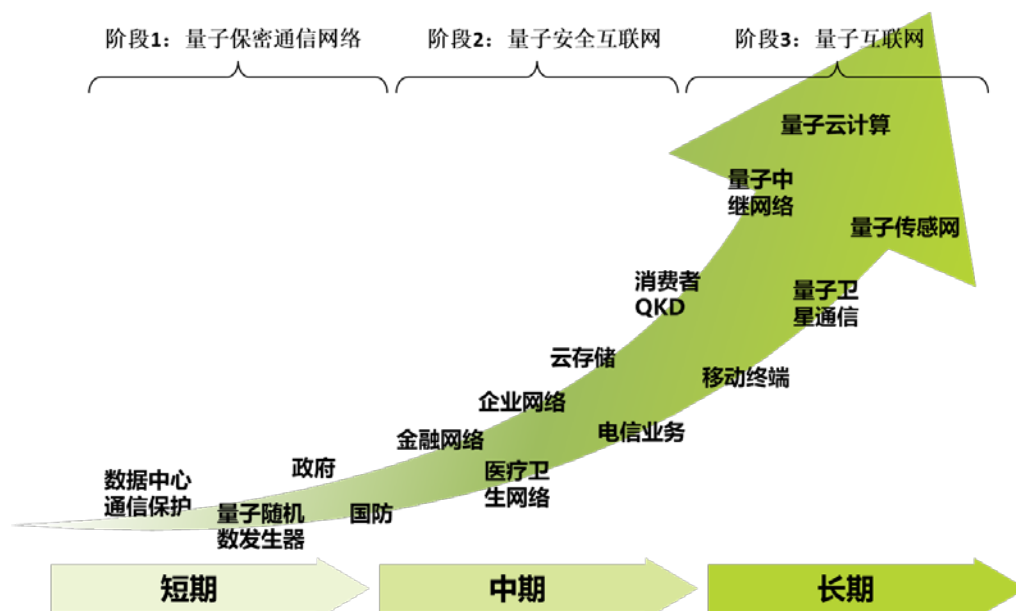 阶段1：量子保密通信网络
阶段2：量子安全互联网
阶段3：量子互联网
量子云计算
量子中
继网络
量子传感网
消费者
QKD
量子卫
星通信
云存储
移动终端
企业网络
电信业务
金融网络
医疗卫
生网络
政府
数据中心
通信保护
量子随机
数发生器
国防
短期
中期
长期